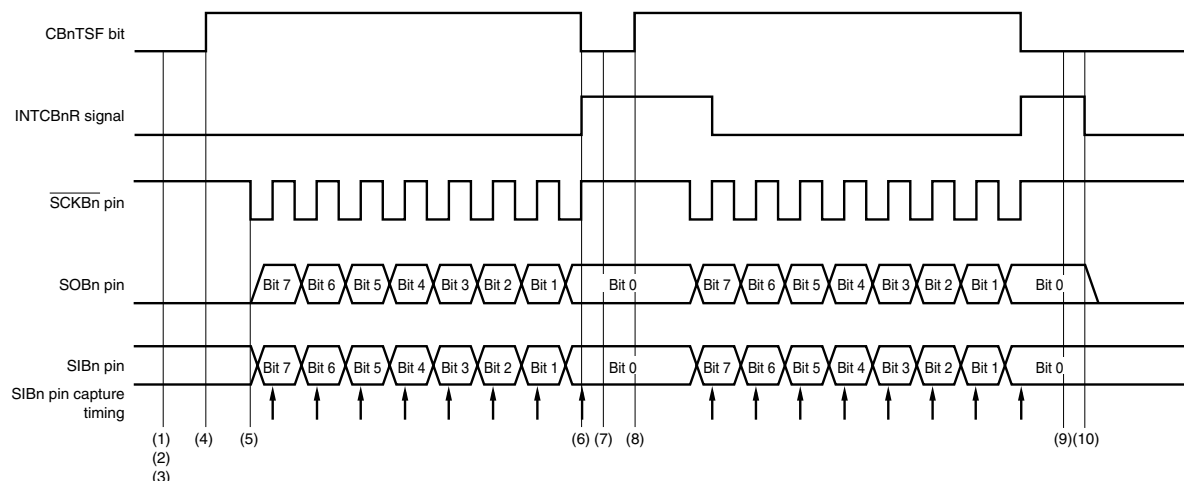 CBnTSF bit
INTCBnR signal
SCKBn pin
SOBn pin
Bit 7 Bit 6 Bit 5 Bit 4 Bit 3 Bit 2 Bit 1 Bit 0 Bit 7 Bit 6 Bit 5 Bit 4 Bit 3 Bit 2 Bit 1 Bit 0
SIBn pin
Bit 7 Bit 6 Bit 5 Bit 4 Bit 3 Bit 2 Bit 1 Bit 0 Bit 7 Bit 6 Bit 5 Bit 4 Bit 3 Bit 2 Bit 1 Bit 0
SIBn pin capture
timing
(1) (4) (5) (6) (7) (8) (9)(10)
(2)
(3)